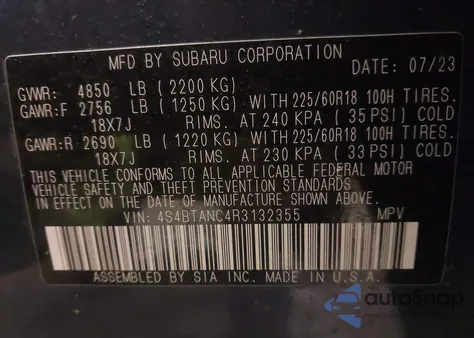 MFD BY SUBARU CORPORATION
DATE: 07/23
GVWR: 4850 LB (2200 KG)
GAWR:F 2756 LB (1250 KG) WITH 225/60R18 100H TIRES.
18X7J RIMS. AT 240 KPA (35 PSI) COLD
GAWR:R 2690 LB (1220 KG) WITH 225/60R18 100H TIRES.
18X7J RIMS. AT 230 KPA (33 PSI) COLD
THIS VEHICLE CONFORMS TO ALL APPLICABLE FEDERAL MOTOR
VEHICLE SAFETY AND THEFT PREVENTION STANDARDS
IN EFFECT ON THE DATE OF MANUFACTURE SHOWN ABOVE.
VIN: 4S4BTANC4R3132355 MPV
ASSEMBLED BY SIA INC. MADE IN U.S.A.
autoSnap